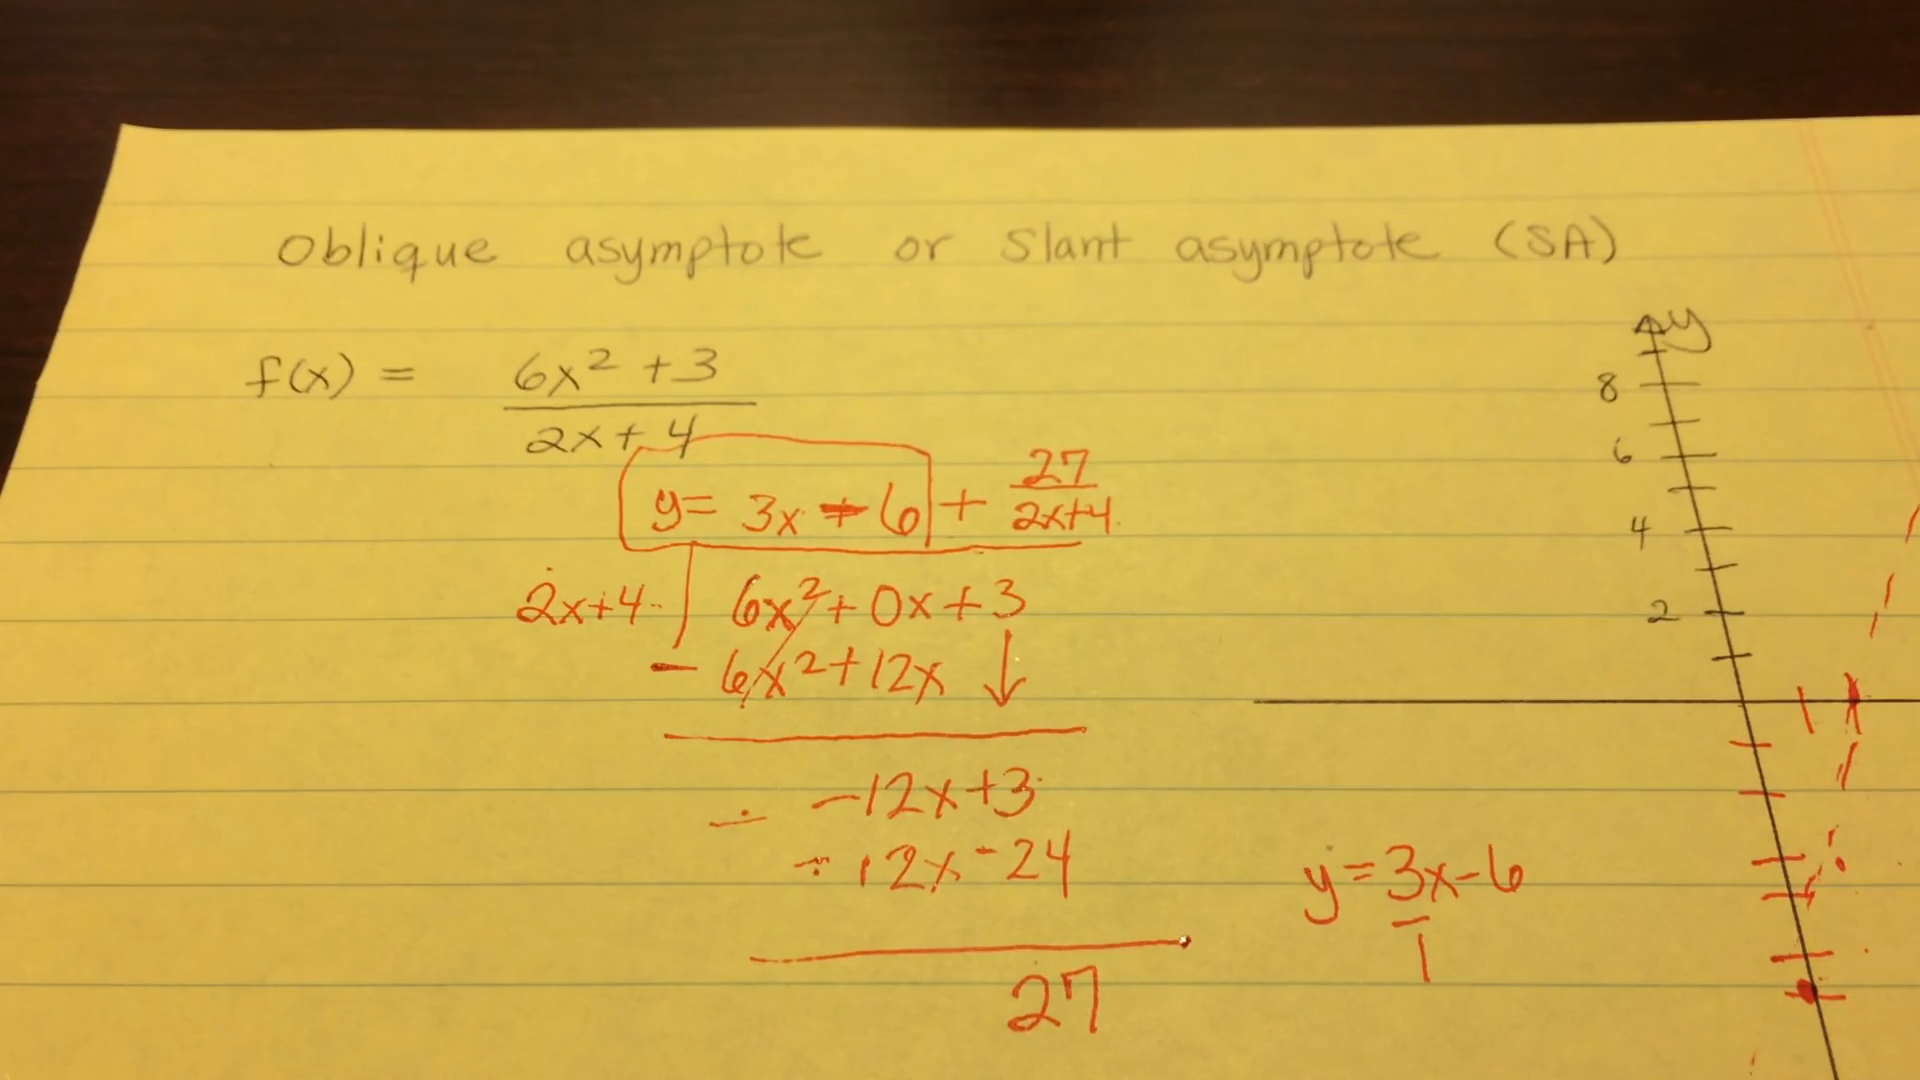 Oblique asymptote or Slant asymptote (SA)
f(x) = 6x² + 3
2x + 4
y = 3x - 6 + 27
2x+4
2x+4 6x² + 0x + 3
- 6x² + 12x ↓
-12x+3
- 12x - 24
27
y = 3x - 6
1
y
8
6
4
2